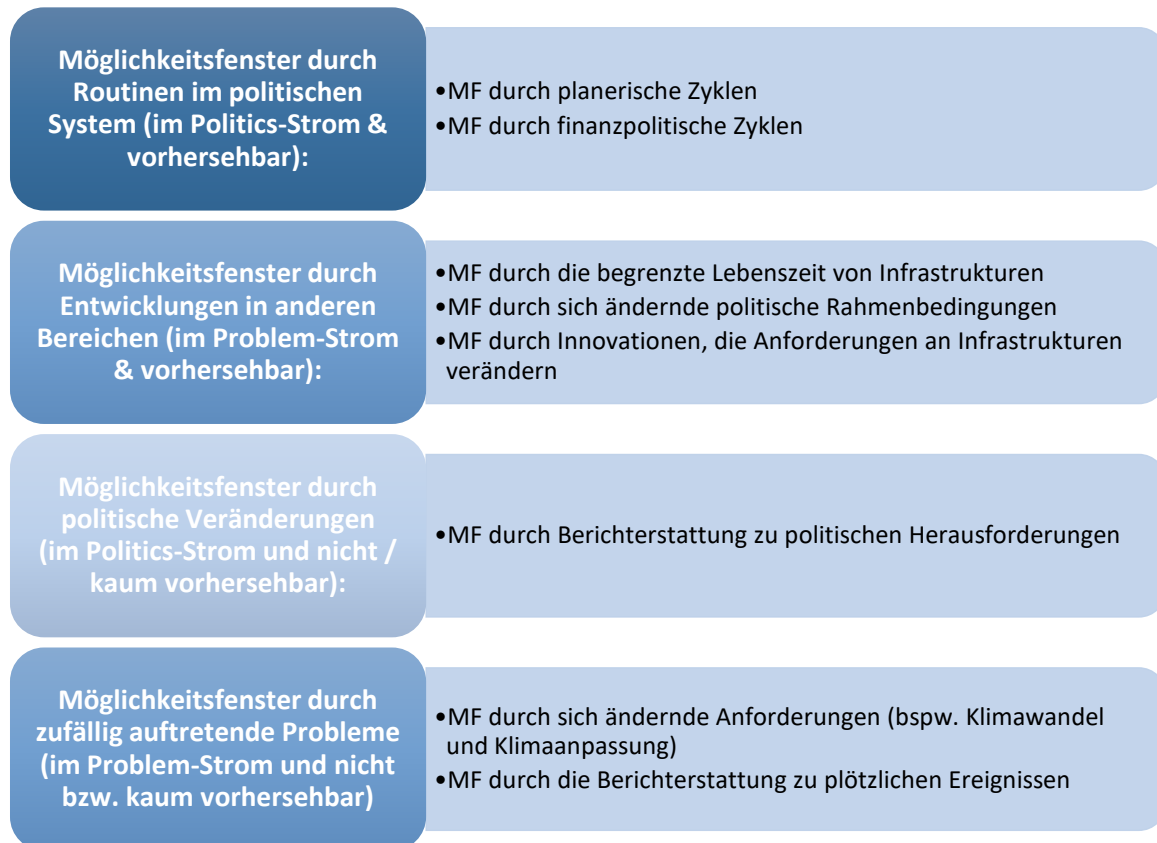 Möglichkeitsfenster durch
Routinen im politischen
System (im Politics-Strom &
vorhersehbar):
•MF durch planerische Zyklen
•MF durch finanzpolitische Zyklen
Möglichkeitsfenster durch
Entwicklungen in anderen
Bereichen (im Problem-Strom
& vorhersehbar):
•MF durch die begrenzte Lebenszeit von Infrastrukturen
•MF durch sich ändernde politische Rahmenbedingungen
•MF durch Innovationen, die Anforderungen an Infrastrukturen
verändern
Möglichkeitsfenster durch
politische Veränderungen
(im Politics-Strom und nicht /
kaum vorhersehbar):
•MF durch Berichterstattung zu politischen Herausforderungen
Möglichkeitsfenster durch
zufällig auftretende Probleme
(im Problem-Strom und nicht
bzw. kaum vorhersehbar)
•MF durch sich ändernde Anforderungen (bspw. Klimawandel
und Klimaanpassung)
•MF durch die Berichterstattung zu plötzlichen Ereignissen